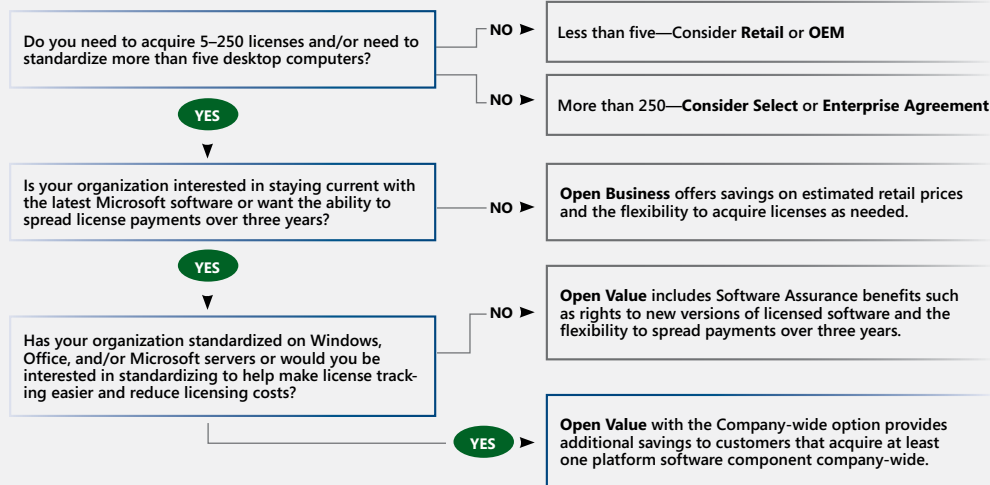 Do you need to acquire 5–250 licenses and/or need to
standardize more than five desktop computers?
NO
Less than five—Consider Retail or OEM
NO
More than 250—Consider Select or Enterprise Agreement
YES
Is your organization interested in staying current with
the latest Microsoft software or want the ability to
spread license payments over three years?
NO
Open Business offers savings on estimated retail prices
and the flexibility to acquire licenses as needed.
YES
Has your organization standardized on Windows,
Office, and/or Microsoft servers or would you be
interested in standardizing to help make license track-
ing easier and reduce licensing costs?
NO
Open Value includes Software Assurance benefits such
as rights to new versions of licensed software and the
flexibility to spread payments over three years.
YES
Open Value with the Company-wide option provides
additional savings to customers that acquire at least
one platform software component company-wide.